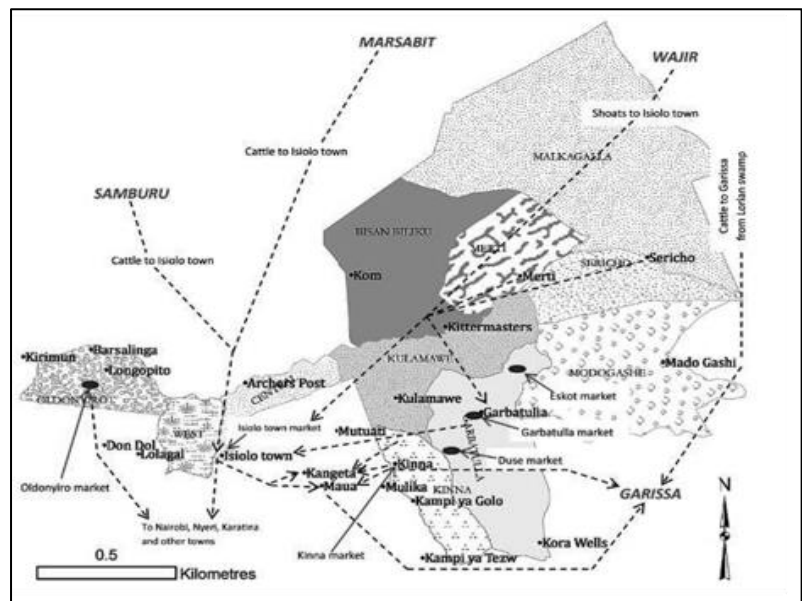 MARSABIT
WAJIR
Shoats to Isiolo town
Cattle to Isiolo town
MALKAGALLA
Cattle to Garissa
from Lorian swamp
SAMBURU
BISAN BILIKU
MERTI
Cattle to Isiolo town
SERICHO
Sericho
Kom
Merti
Kittermasters
Barsalinga
Kirimun
Longopito
KULAMAWE
Mado Gashi
MODOGASHE
OLDONYIRO
Archers Post
CENTRAL
Eskot market
Kulamawe
WEST
Garbatulla
Isiolo town market
Mutuati
Garbatulla market
GARBATULLA
Don Dol
Lolagal
Isiolo town
Kinna
Duse market
Kangeta
Oldonyiro market
Maua
Mulika
KINNA
GARISSA
Kampi ya Golo
N
To Nairobi, Nyeri, Karatina
and other towns
Kinna market
Kora Wells
0.5
Kampi ya Tezw
Kilometres